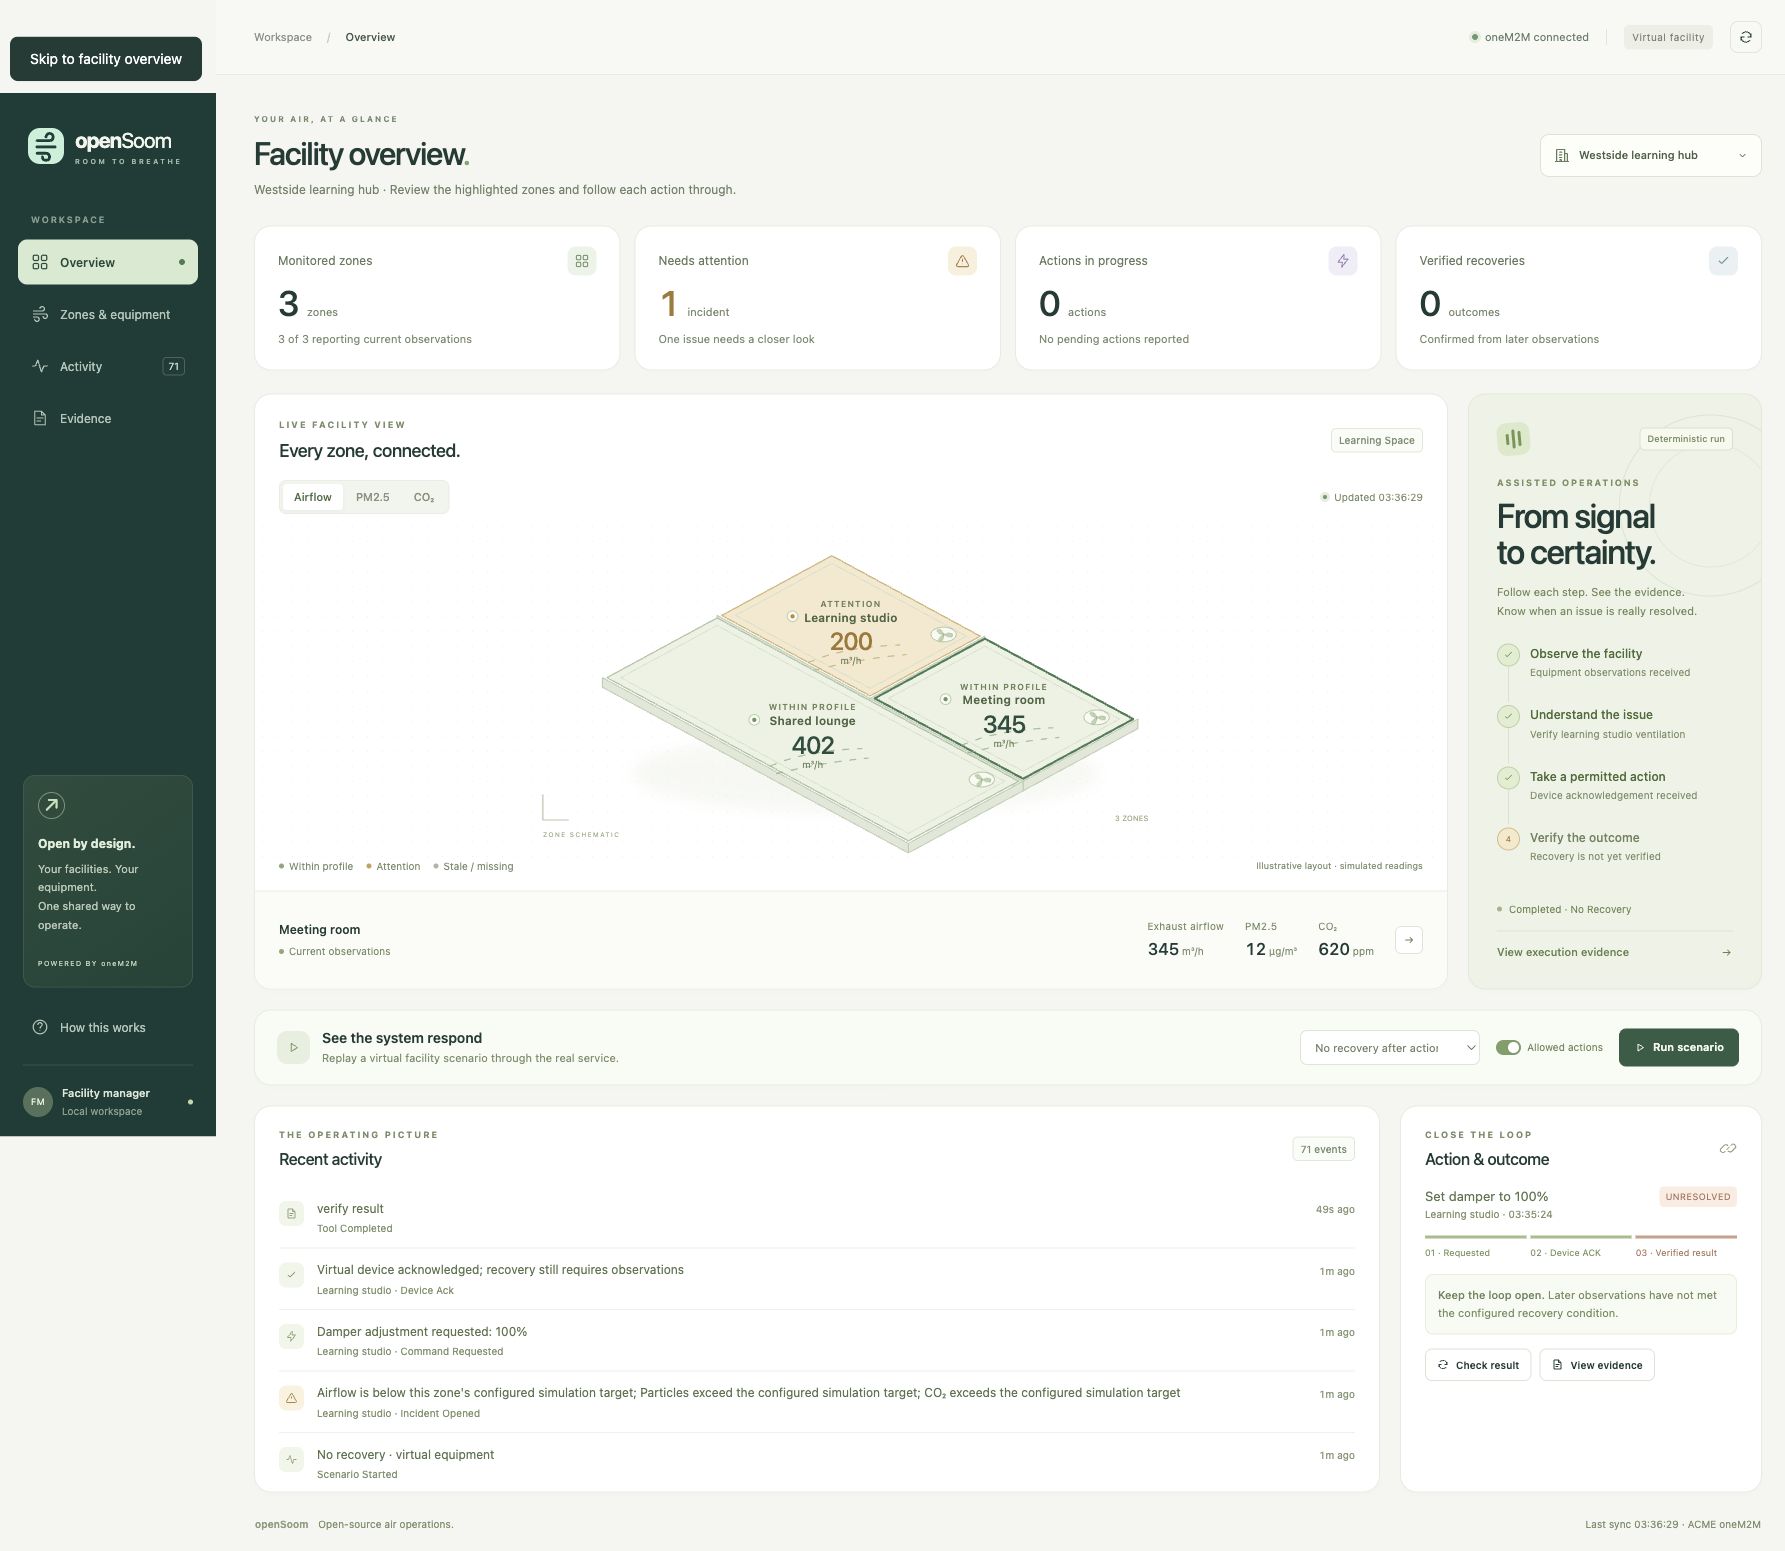 Skip to facility overview
openSoom
ROOM TO BREATHE
WORKSPACE
Overview
Zones & equipment
Activity
71
Evidence
Open by design.
Your facilities. Your
equipment.
One shared way to
operate.
POWERED BY oneM2M
How this works
FM
Facility manager
Local workspace
Workspace / Overview
oneM2M connected
Virtual facility
YOUR AIR, AT A GLANCE
Facility overview.
Westside learning hub · Review the highlighted zones and follow each action through.
Westside learning hub
Monitored zones
3 zones
3 of 3 reporting current observations
Needs attention
1 incident
One issue needs a closer look
Actions in progress
0 actions
No pending actions reported
Verified recoveries
0 outcomes
Confirmed from later observations
LIVE FACILITY VIEW
Every zone, connected.
Learning Space
Airflow PM2.5 CO₂
Updated 03:36:29
ATTENTION
Learning studio
200
m³/h
WITHIN PROFILE
Meeting room
345
m³/h
WITHIN PROFILE
Shared lounge
402
m³/h
ZONE SCHEMATIC
3 ZONES
Within profile Attention Stale / missing
Illustrative layout · simulated readings
Meeting room
Current observations
Exhaust airflow
345 m³/h
PM2.5
12 µg/m³
CO₂
620 ppm
Deterministic run
ASSISTED OPERATIONS
From signal
to certainty.
Follow each step. See the evidence.
Know when an issue is really resolved.
Observe the facility
Equipment observations received
Understand the issue
Verify learning studio ventilation
Take a permitted action
Device acknowledgement received
4
Verify the outcome
Recovery is not yet verified
Completed · No Recovery
View execution evidence
See the system respond
Replay a virtual facility scenario through the real service.
No recovery after action
Allowed actions
Run scenario
THE OPERATING PICTURE
Recent activity
71 events
verify result
Tool Completed
49s ago
Virtual device acknowledged; recovery still requires observations
Learning studio · Device Ack
1m ago
Damper adjustment requested: 100%
Learning studio · Command Requested
1m ago
Airflow is below this zone's configured simulation target; Particles exceed the configured simulation target; CO₂ exceeds the configured simulation target
Learning studio · Incident Opened
1m ago
No recovery · virtual equipment
Scenario Started
1m ago
CLOSE THE LOOP
Action & outcome
Set damper to 100%
UNRESOLVED
Learning studio · 03:35:24
01 · Requested
02 · Device ACK
03 · Verified result
Keep the loop open. Later observations have not met
the configured recovery condition.
Check result
View evidence
openSoom Open-source air operations.
Last sync 03:36:29 · ACME oneM2M